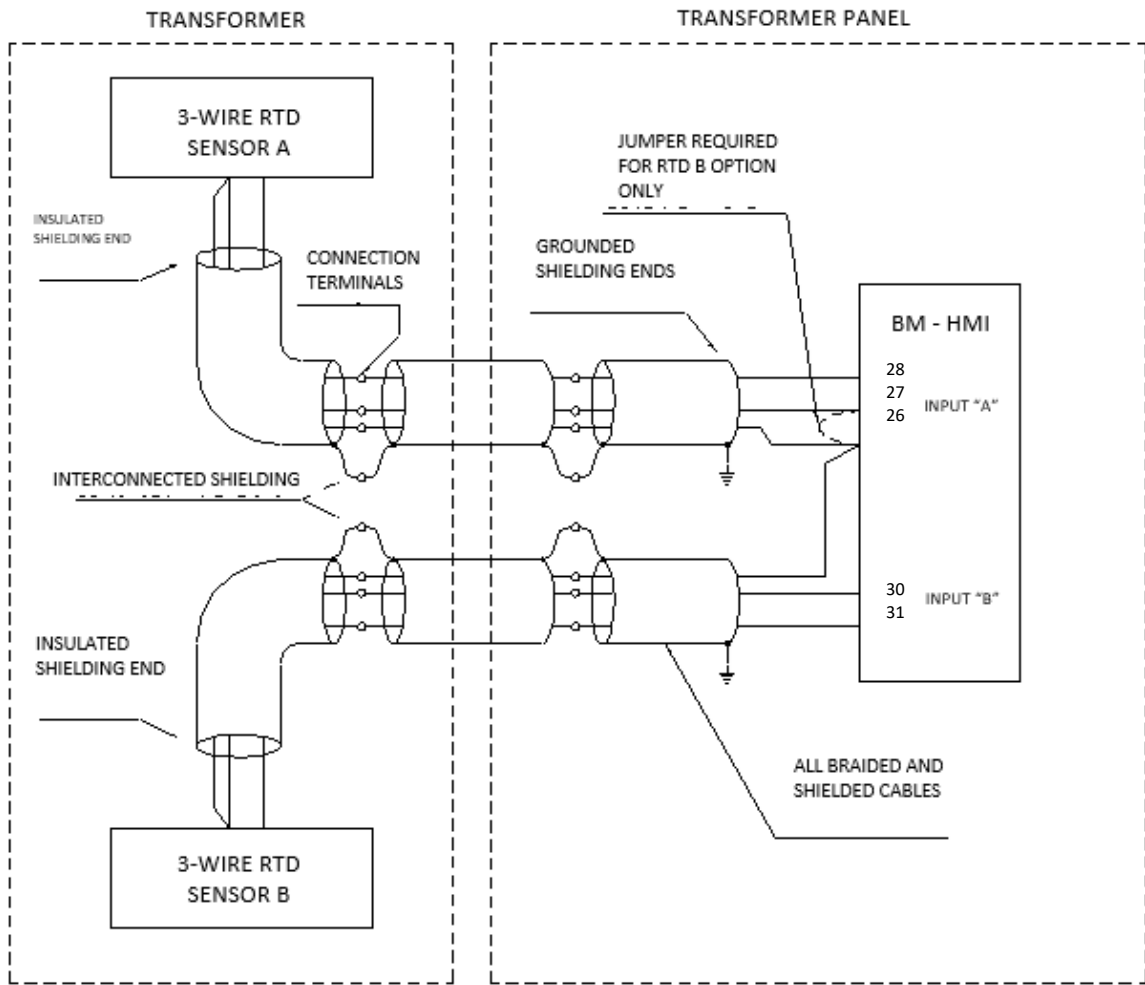 TRANSFORMER
TRANSFORMER PANEL
3-WIRE RTD
SENSOR A
JUMPER REQUIRED
FOR RTD B OPTION
ONLY
INSULATED
SHIELDING END
CONNECTION
TERMINALS
GROUNDED
SHIELDING ENDS
BM - HMI
28
27
26
INPUT "A"
INTERCONNECTED SHIELDING
30
31
INPUT "B"
INSULATED
SHIELDING END
ALL BRAIDED AND
SHIELDED CABLES
3-WIRE RTD
SENSOR B